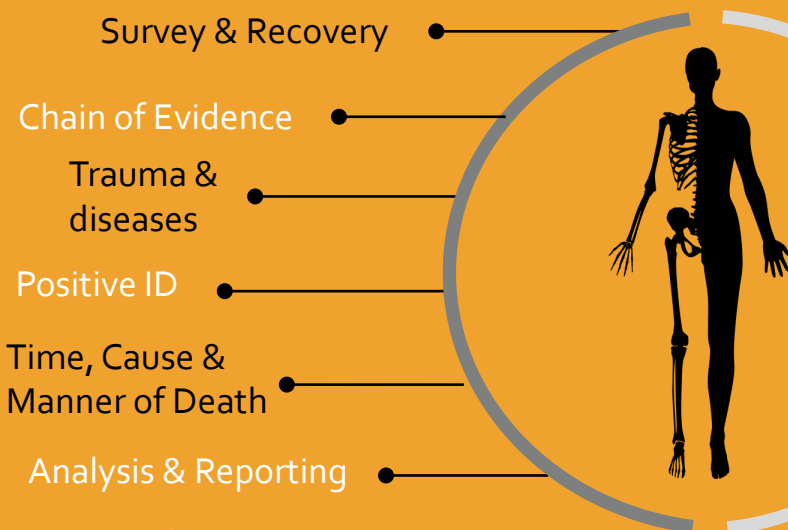 Survey & Recovery
Chain of Evidence
Trauma &
diseases
Positive ID
Time, Cause &
Manner of Death
Analysis & Reporting